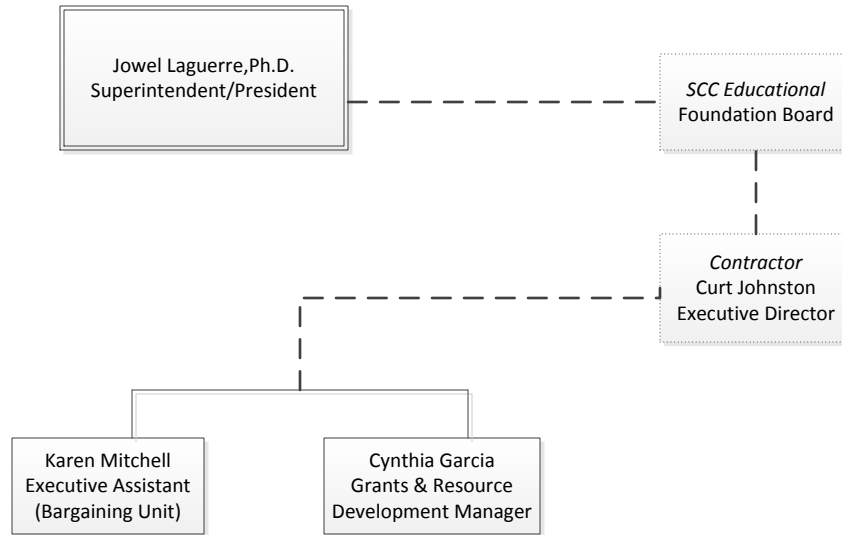 Jowel Laguerre,Ph.D.
Superintendent/President
SCC Educational
Foundation Board
Contractor
Curt Johnston
Executive Director
Karen Mitchell
Executive Assistant
(Bargaining Unit)
Cynthia Garcia
Grants & Resource
Development Manager